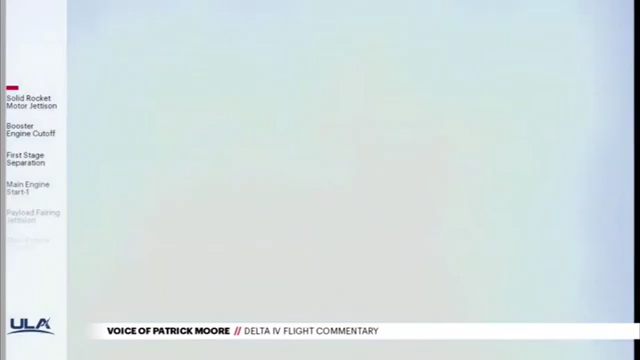 Solid Rocket
Motor Jettison
Booster
Engine Cutoff
First Stage
Separation
Main Engine
Start-1
Payload Fairing
Jettison
ULA
VOICE OF PATRICK MOORE // DELTA IV FLIGHT COMMENTARY